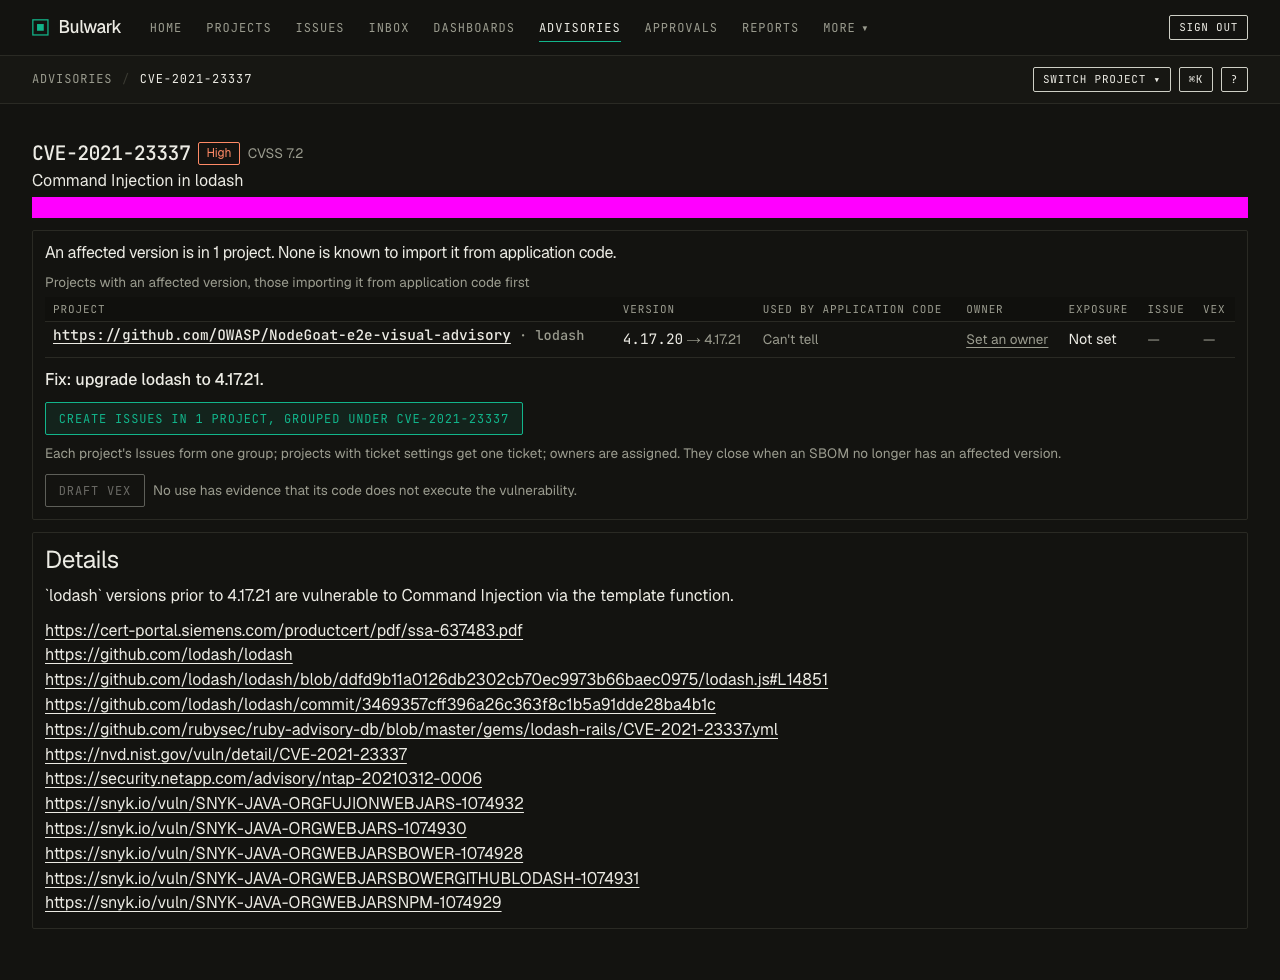 Bulwark HOME PROJECTS ISSUES INBOX DASHBOARDS ADVISORIES APPROVALS REPORTS MORE ▾ SIGN OUT
ADVISORIES / CVE-2021-23337 SWITCH PROJECT ▾ ⌘K ?
CVE-2021-23337 High CVSS 7.2
Command Injection in lodash
An affected version is in 1 project. None is known to import it from application code.
Projects with an affected version, those importing it from application code first
PROJECT VERSION USED BY APPLICATION CODE OWNER EXPOSURE ISSUE VEX
https://github.com/OWASP/NodeGoat-e2e-visual-advisory · lodash 4.17.20 → 4.17.21 Can't tell Set an owner Not set — —
Fix: upgrade lodash to 4.17.21.
CREATE ISSUES IN 1 PROJECT, GROUPED UNDER CVE-2021-23337
Each project's Issues form one group; projects with ticket settings get one ticket; owners are assigned. They close when an SBOM no longer has an affected version.
DRAFT VEX No use has evidence that its code does not execute the vulnerability.
Details
`lodash` versions prior to 4.17.21 are vulnerable to Command Injection via the template function.
https://cert-portal.siemens.com/productcert/pdf/ssa-637483.pdf
https://github.com/lodash/lodash
https://github.com/lodash/lodash/blob/ddfd9b11a0126db2302cb70ec9973b66baec0975/lodash.js#L14851
https://github.com/lodash/lodash/commit/3469357cff396a26c363f8c1b5a91dde28ba4b1c
https://github.com/rubysec/ruby-advisory-db/blob/master/gems/lodash-rails/CVE-2021-23337.yml
https://nvd.nist.gov/vuln/detail/CVE-2021-23337
https://security.netapp.com/advisory/ntap-20210312-0006
https://snyk.io/vuln/SNYK-JAVA-ORGFUJIONWEBJARS-1074932
https://snyk.io/vuln/SNYK-JAVA-ORGWEBJARS-1074930
https://snyk.io/vuln/SNYK-JAVA-ORGWEBJARSBOWER-1074928
https://snyk.io/vuln/SNYK-JAVA-ORGWEBJARSBOWERGITHUBLODASH-1074931
https://snyk.io/vuln/SNYK-JAVA-ORGWEBJARSNPM-1074929